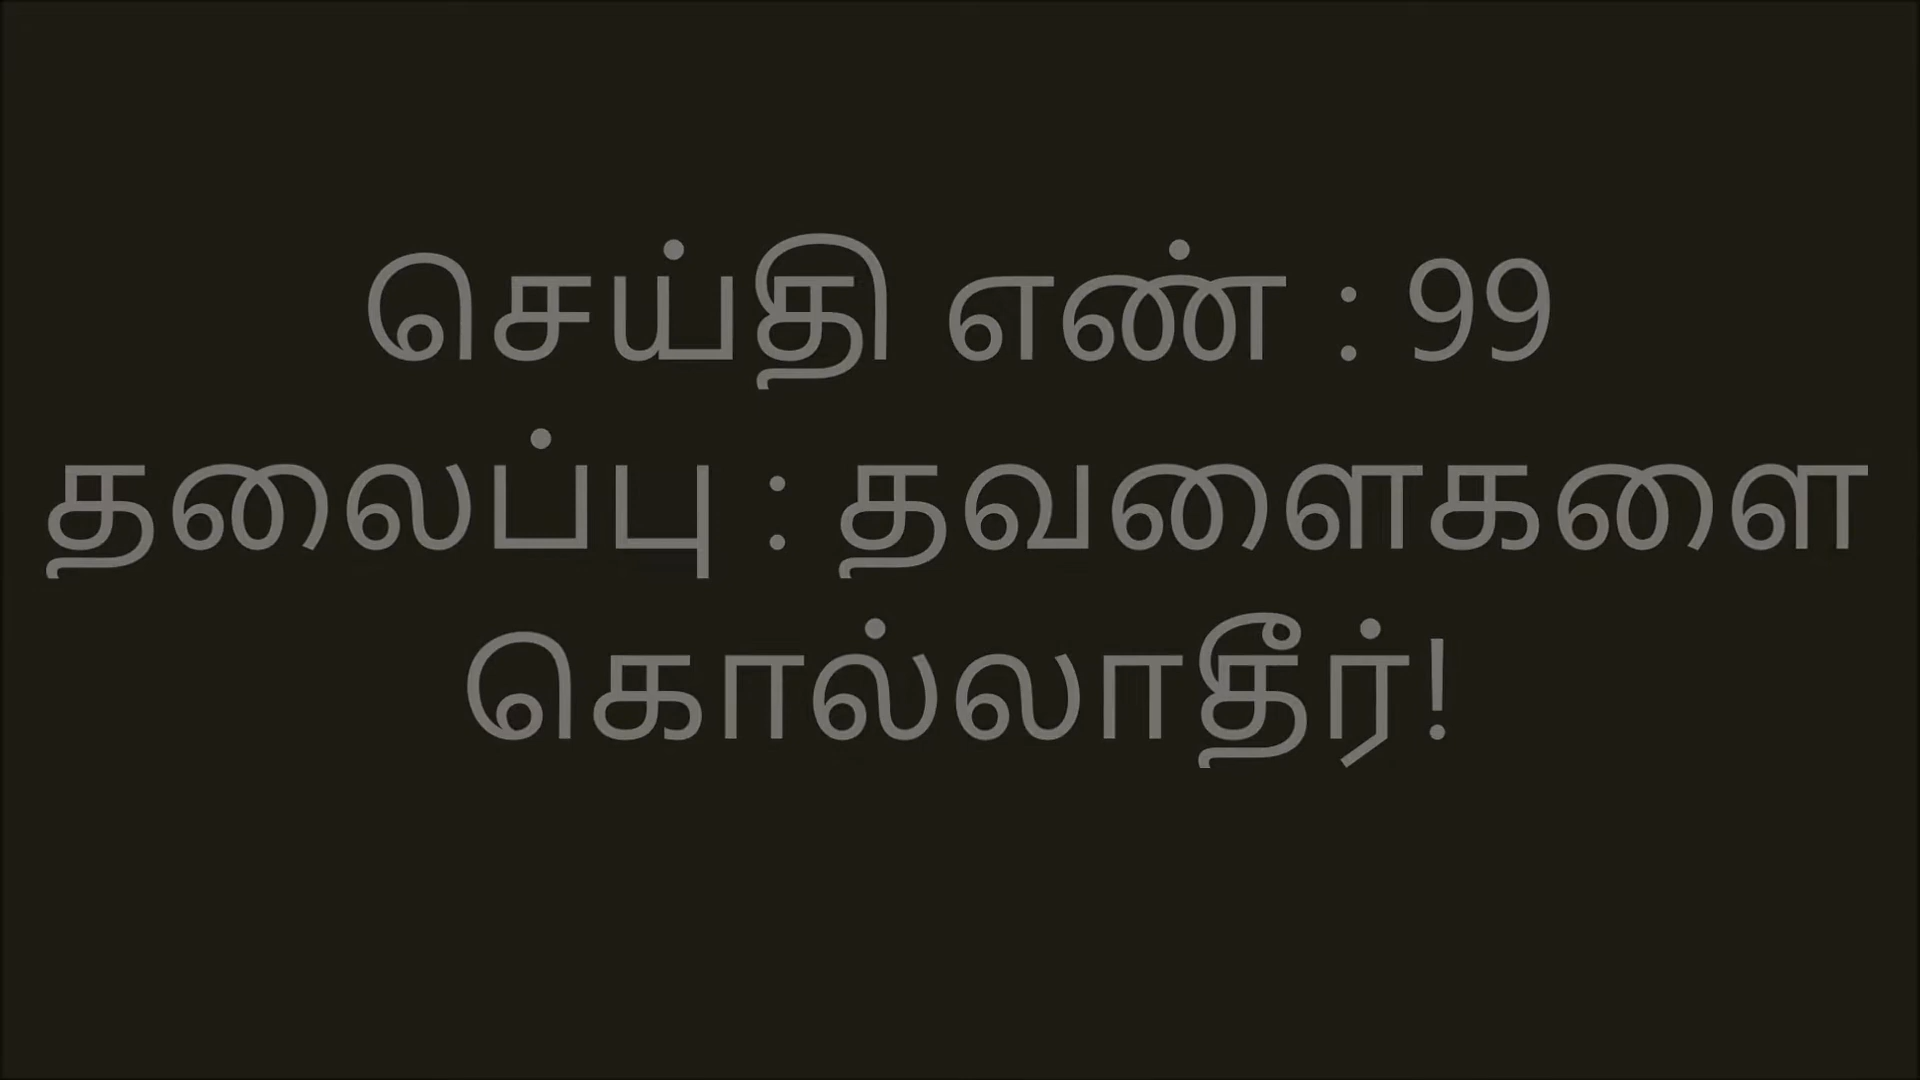 செய்தி எண் : 99
தலைப்பு : தவளைகளை
கொல்லாதீர்!